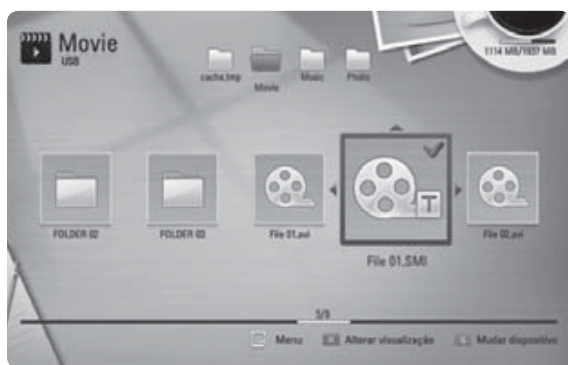 Movie
USB
1114 MB/1937 MB
cache.tmp
Movie
Music
Photo
FOLDER 02
FOLDER 03
File 01.avi
File 01.SMI
File 02.avi
T
5/8
Menu
Alterar visualização
Mudar dispositivo